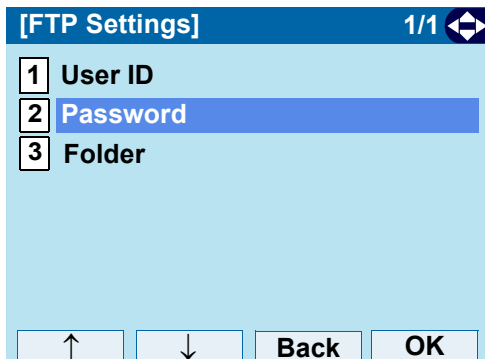 [FTP Settings] 1/1
1 User ID
2 Password
3 Folder
↑ ↓ Back OK